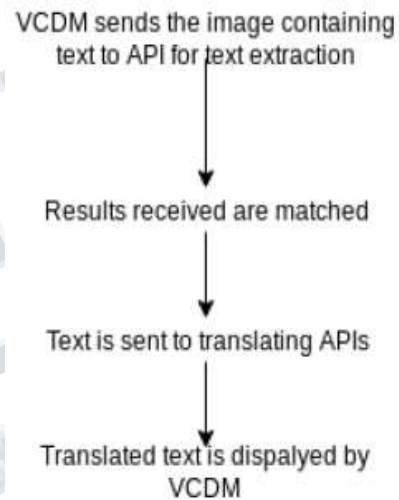 VCDM sends the image containing
text to API for text extraction
Results received are matched
Text is sent to translating APIs
Translated text is dispalyed by
VCDM